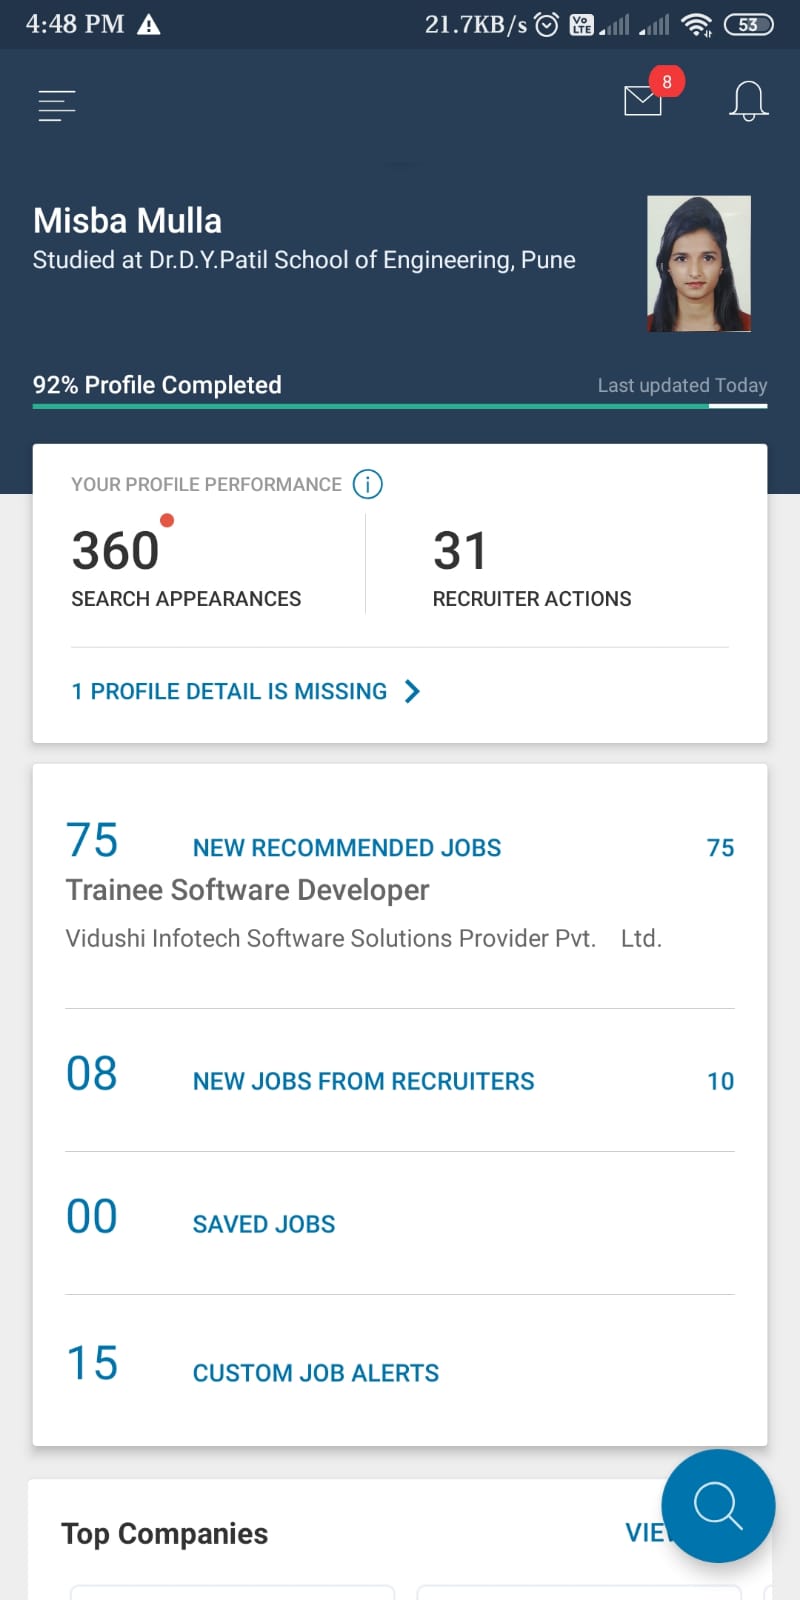 4:48 PM
21.7KB/s Vo LTE 53
8
Misba Mulla
Studied at Dr.D.Y.Patil School of Engineering, Pune
92% Profile Completed
Last updated Today
YOUR PROFILE PERFORMANCE i
360
31
SEARCH APPEARANCES
RECRUITER ACTIONS
1 PROFILE DETAIL IS MISSING
75 NEW RECOMMENDED JOBS 75
Trainee Software Developer
Vidushi Infotech Software Solutions Provider Pvt. Ltd.
08 NEW JOBS FROM RECRUITERS 10
00 SAVED JOBS
15 CUSTOM JOB ALERTS
Top Companies